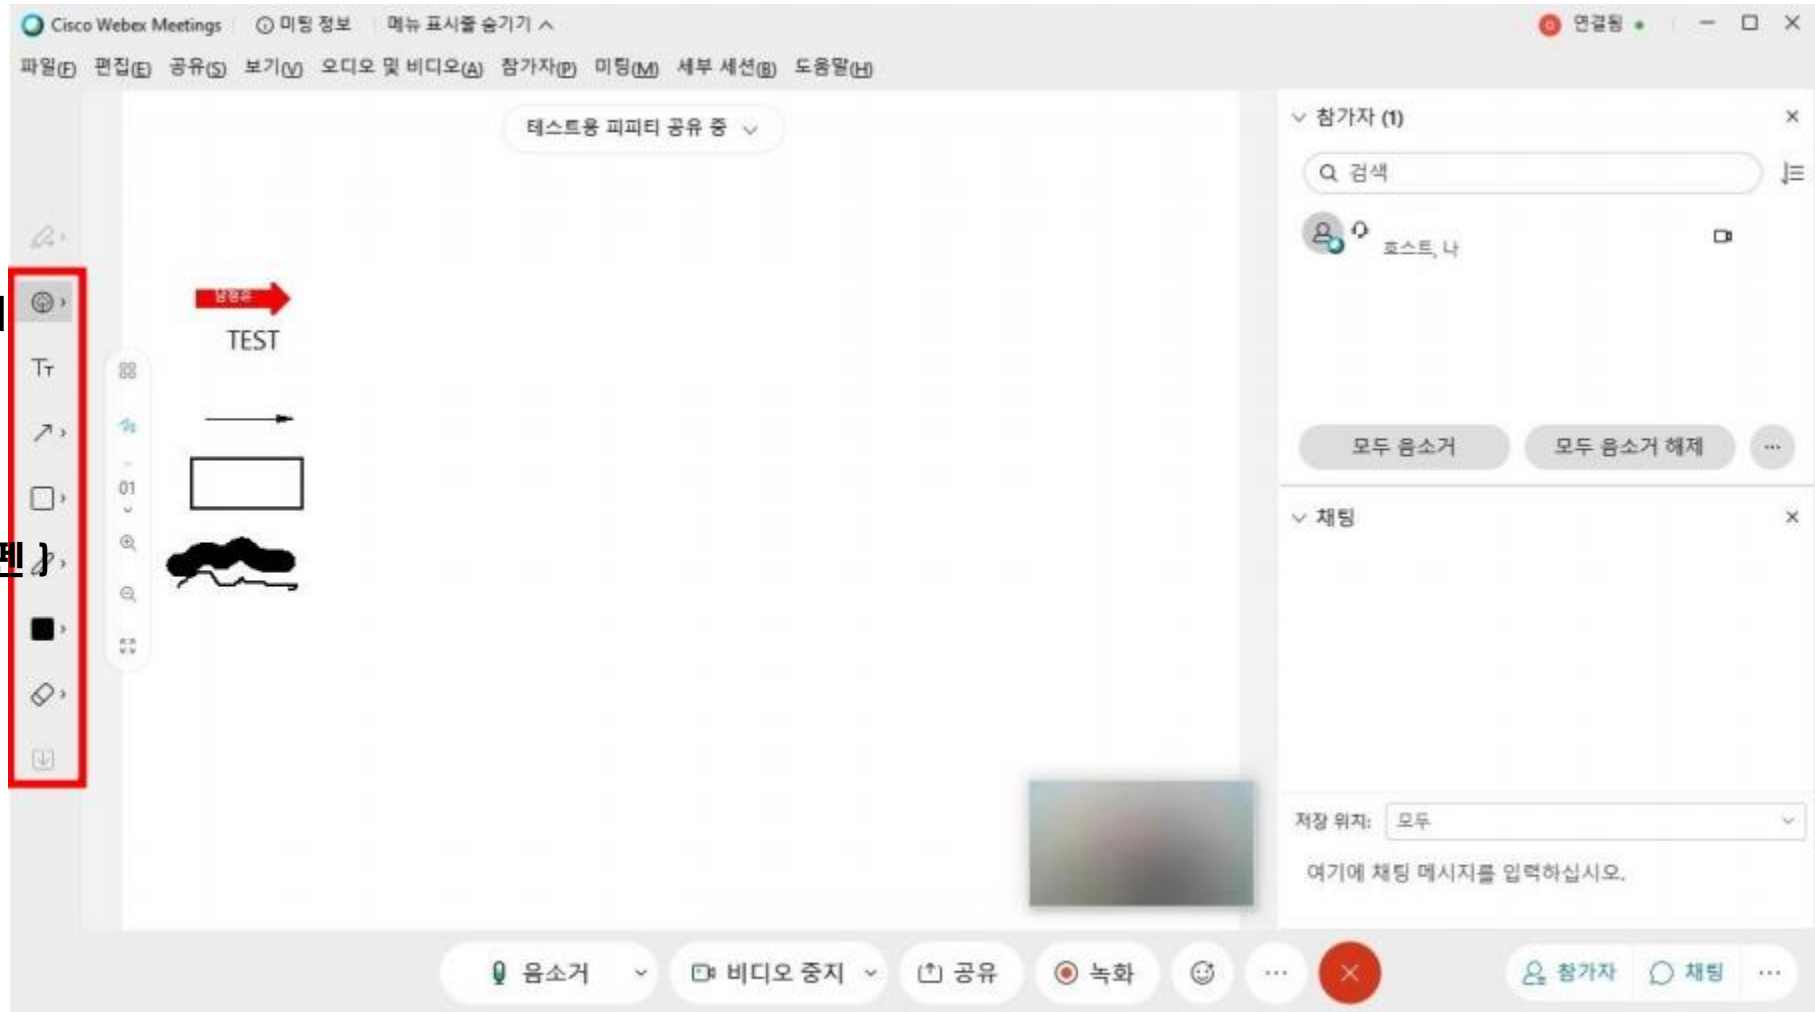 Cisco Webex Meetings 미팅 정보 메뉴 표시줄 숨기기
연결됨
파일(F) 편집(E) 공유(S) 보기(V) 오디오 및 비디오(A) 참가자(P) 미팅(M) 세부 세션(B) 도움말(H)
테스트용 피피티 공유 중
TEST
01
참가자 (1)
검색
호스트, 나
모두 음소거
모두 음소거 해제
채팅
저장 위치: 모두
여기에 채팅 메시지를 입력하십시오.
음소거
비디오 중지
공유
녹화
참가자
채팅